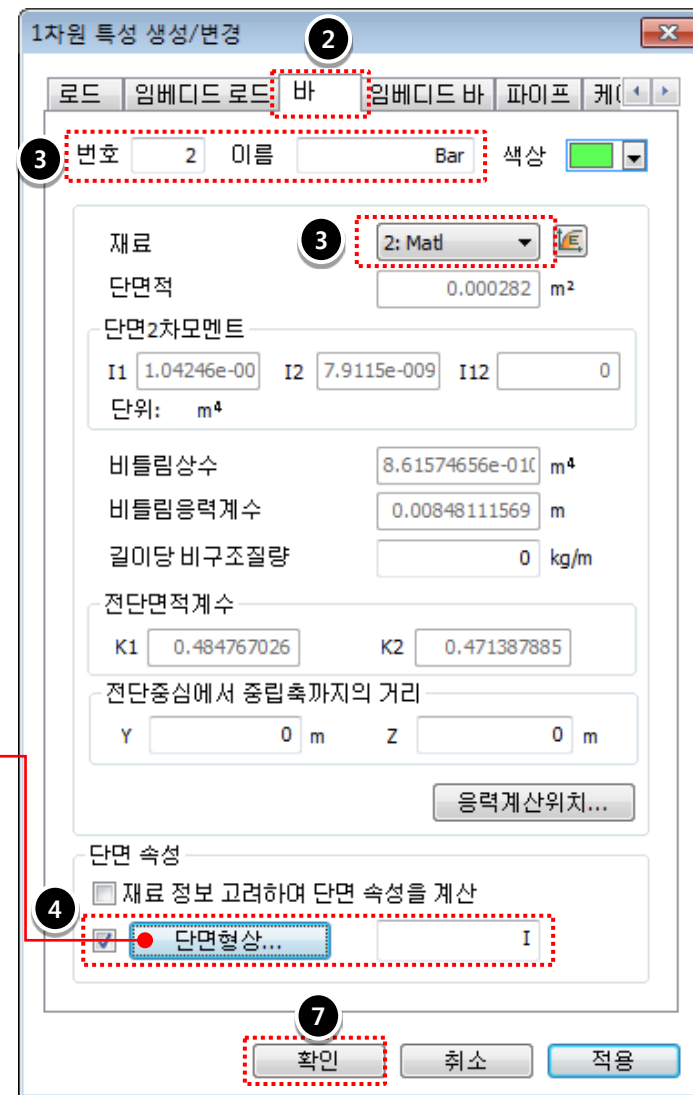 1차원 특성 생성/변경
2
로드 임베디드 로드 바 임베디드 바 파이프
3 번호 2 이름 Bar 색상
재료 3 2: Matl
단면적 0.000282 m²
단면2차모멘트
I1 1.04246e-00 I2 7.9115e-009 I12 0
단위: m⁴
비틀림상수 8.61574656e-010 m⁴
비틀림응력계수 0.00848111569 m
길이당 비구조질량 0 kg/m
전단면적계수
K1 0.484767026 K2 0.471387885
전단중심에서 중립축까지의 거리
Y 0 m Z 0 m
응력계산위치...
단면 속성
재료 정보 고려하여 단면 속성을 계산
4
단면형상... I
7
확인 취소 적용